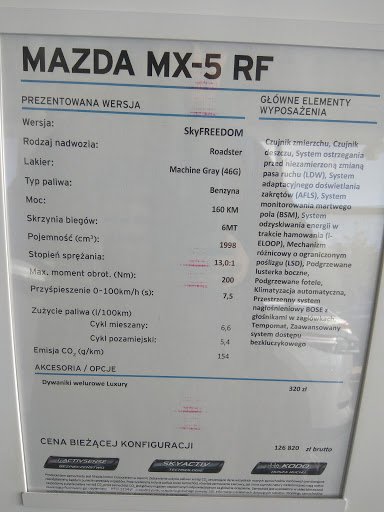 MAZDA MX-5 RF
PREZENTOWANA WERSJA
Wersja: SkyFREEDOM
Rodzaj nadwozia: Roadster
Lakier: Machine Gray (46G)
Typ paliwa: Benzyna
Moc: 160 KM
Skrzynia biegów: 6MT
Pojemność (cm³): 1998
Stopień sprężania: 13,0:1
Max. moment obrot. (Nm): 200
Przyśpieszenie 0-100km/h (s): 7,5
Zużycie paliwa (l/100km)
Cykl mieszany: 6,6
Cykl pozamiejski: 5,4
Emisja CO₂ (g/km) 154
GŁÓWNE ELEMENTY
WYPOSAŻENIA
Czujnik zmierzchu, Czujnik
deszczu, System ostrzegania
przed niezamierzoną zmianą
pasa ruchu (LDW), System
adaptacyjnego doświetlania
zakrętów (AFLS), System
monitorowania martwego
pola (BSM), System
odzyskiwania energii w
trakcie hamowania (i-
ELOOP), Mechanizm
różnicowy o ograniczonym
poślizgu (LSD), Podgrzewane
lusterka boczne,
Podgrzewane fotele,
Klimatyzacja automatyczna,
Przestrzenny system
nagłośnieniowy BOSE z
głośnikami w zagłówkach,
Tempomat, Zaawansowany
system dostępu
bezkluczykowego
AKCESORIA / OPCJE
Dywaniki welurowe Luxury 320 zł
CENA BIEŻĄCEJ KONFIGURACJI 126 820 zł brutto
i-ACTIVSENSE
SKYACTIV
TECHNOLOGY
KODO